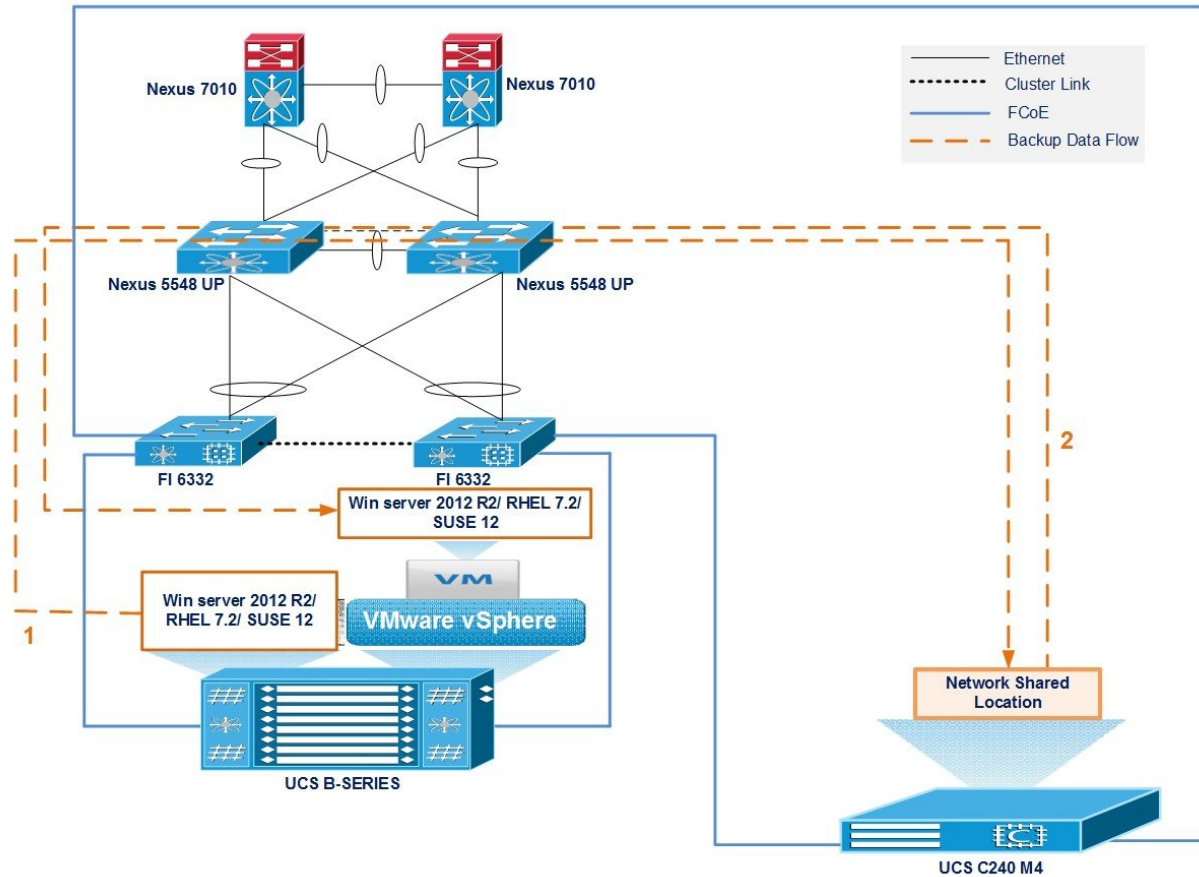 Nexus 7010
Nexus 7010
Ethernet
Cluster Link
FCoE
Backup Data Flow
Nexus 5548 UP
Nexus 5548 UP
FI 6332
FI 6332
2
Win server 2012 R2/ RHEL 7.2/
SUSE 12
VM
Win server 2012 R2/
RHEL 7.2/ SUSE 12
VMware vSphere
1
Network Shared
Location
UCS B-SERIES
C
UCS C240 M4